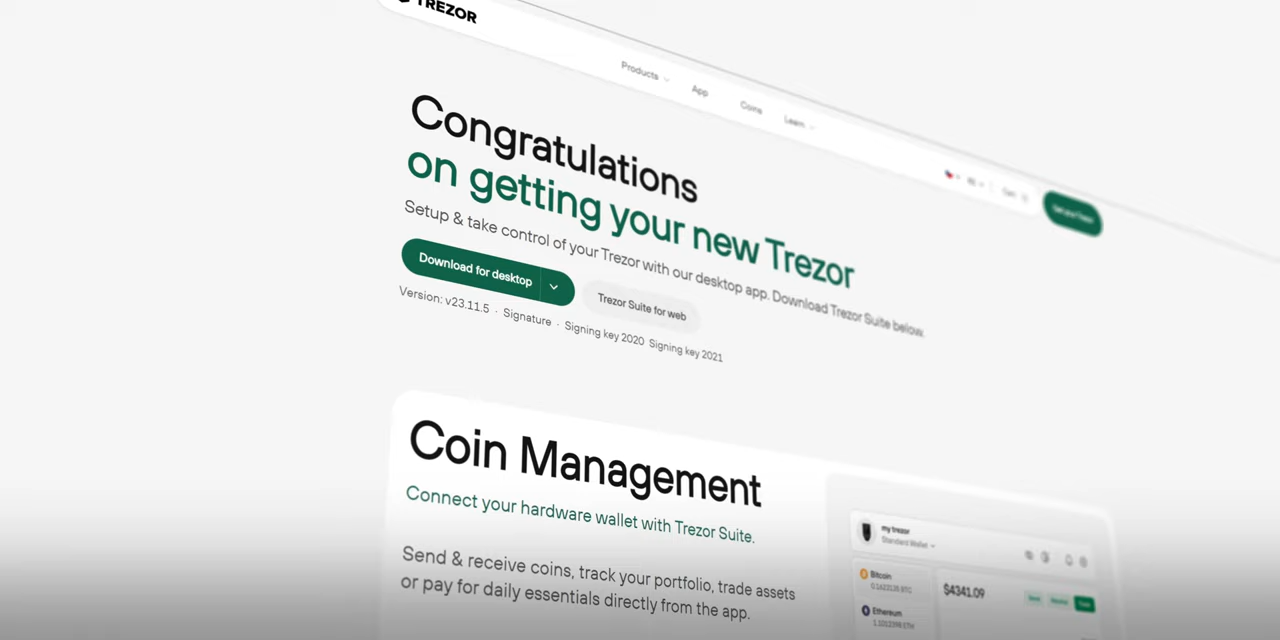 TREZOR
Products
App
Coins
Learn
Congratulations
on getting your new Trezor
Setup & take control of your Trezor with our desktop app. Download Trezor Suite below.
Download for desktop
Trezor Suite for web
Version: v23.11.5 · Signature · Signing key 2020 Signing key 2021
Coin Management
Connect your hardware wallet with Trezor Suite.
Send & receive coins, track your portfolio, trade assets
or pay for daily essentials directly from the app.
my trezor
Standard Wallet
Bitcoin
$4341.09
Ethereum